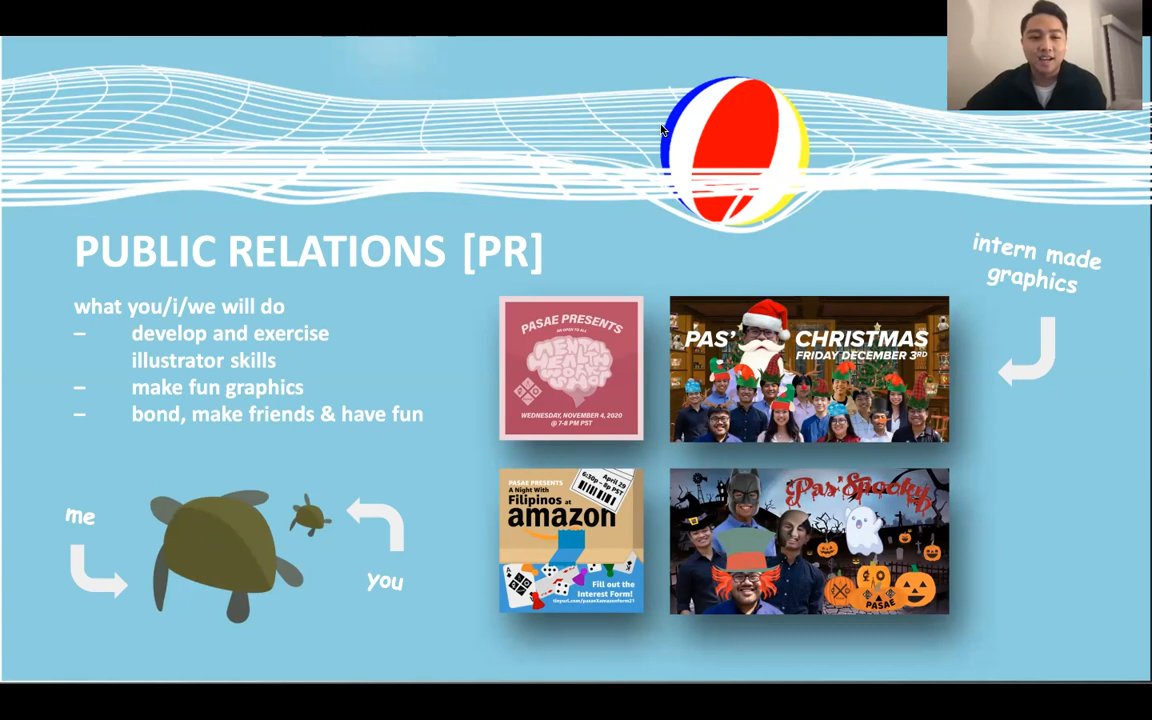 PUBLIC RELATIONS [PR]
what you/i/we will do
– develop and exercise
illustrator skills
– make fun graphics
– bond, make friends & have fun
me
you
intern made
graphics
PASAE PRESENTS
MENTAL
HEALTH
WEDNESDAY, NOVEMBER 4, 2020
@ 7-8 PM PST
PAS' CHRISTMAS
FRIDAY DECEMBER 3RD
PASAE PRESENTS
A Night With
Filipinos at
amazon
April 29
6:30p - 8p PST
Fill out the
Interest Form!
tinyurl.com/pasaeXamazonform21
Pas' Spooky
PASAE